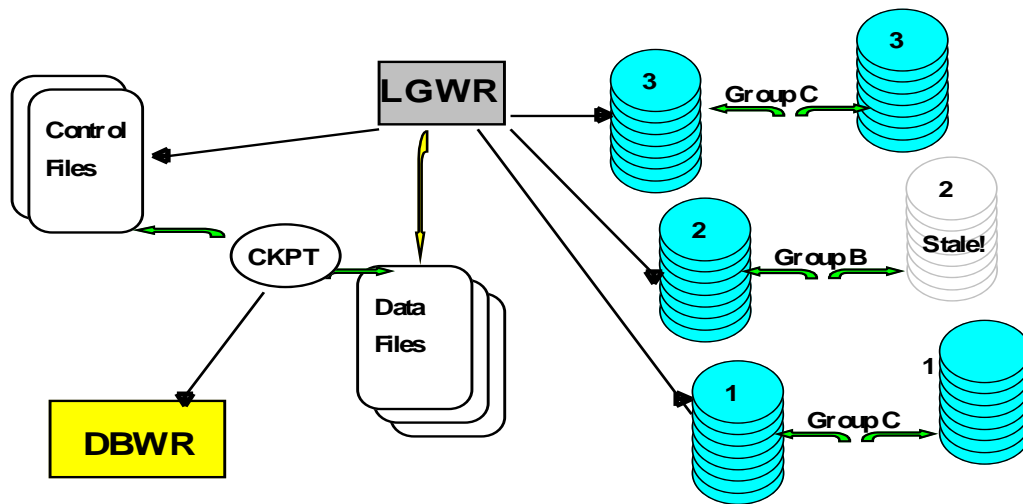 3
3
LGWR
Group C
Control
Files
2
2
Stale!
CKPT
Group B
Data
Files
1
1
Group C
DBWR